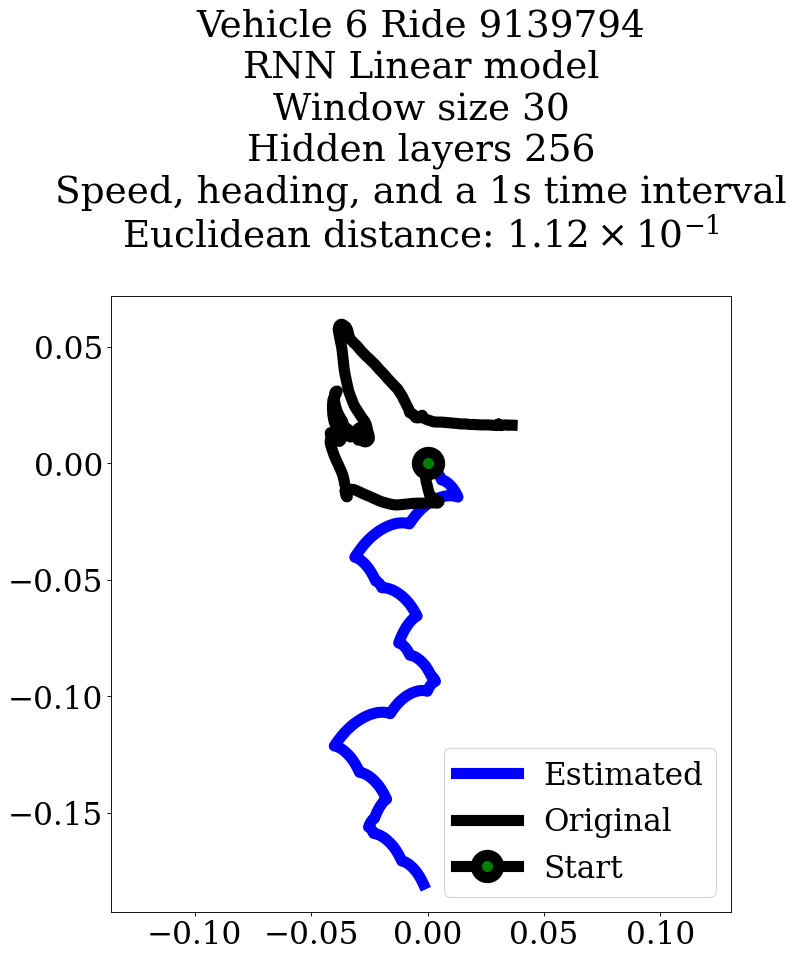 Vehicle 6 Ride 9139794
RNN Linear model
Window size 30
Hidden layers 256
Speed, heading, and a 1s time interval
Euclidean distance: 1.12 × 10⁻¹
0.05
0.00
−0.05
−0.10
−0.15
Estimated
Original
Start
−0.10 −0.05 0.00 0.05 0.10